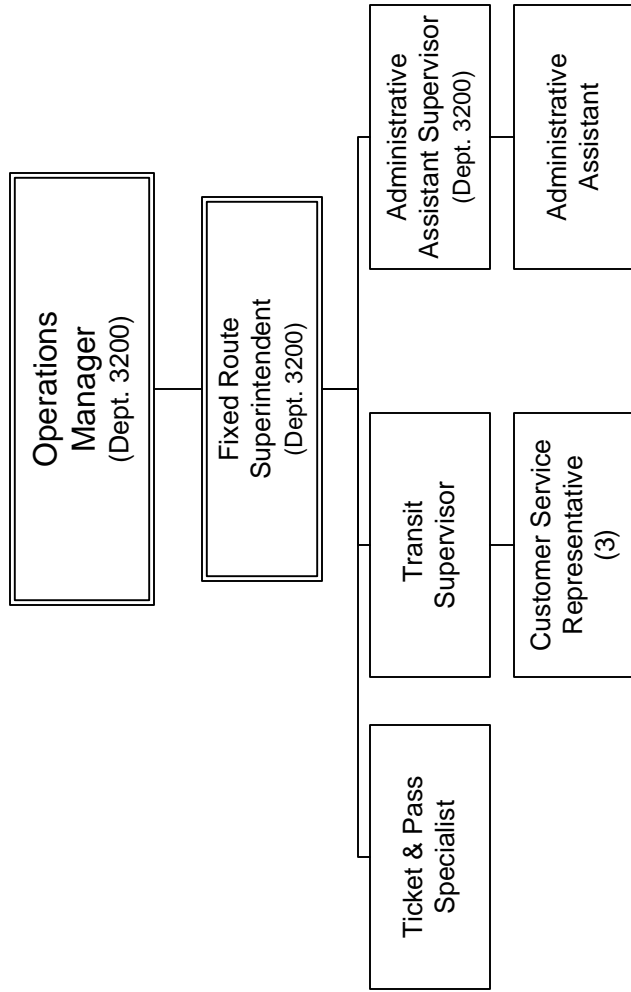 Operations
Manager
(Dept. 3200)
Fixed Route
Superintendent
(Dept. 3200)
Ticket & Pass
Specialist
Transit
Supervisor
Administrative
Assistant Supervisor
(Dept. 3200)
Customer Service
Representative
(3)
Administrative
Assistant